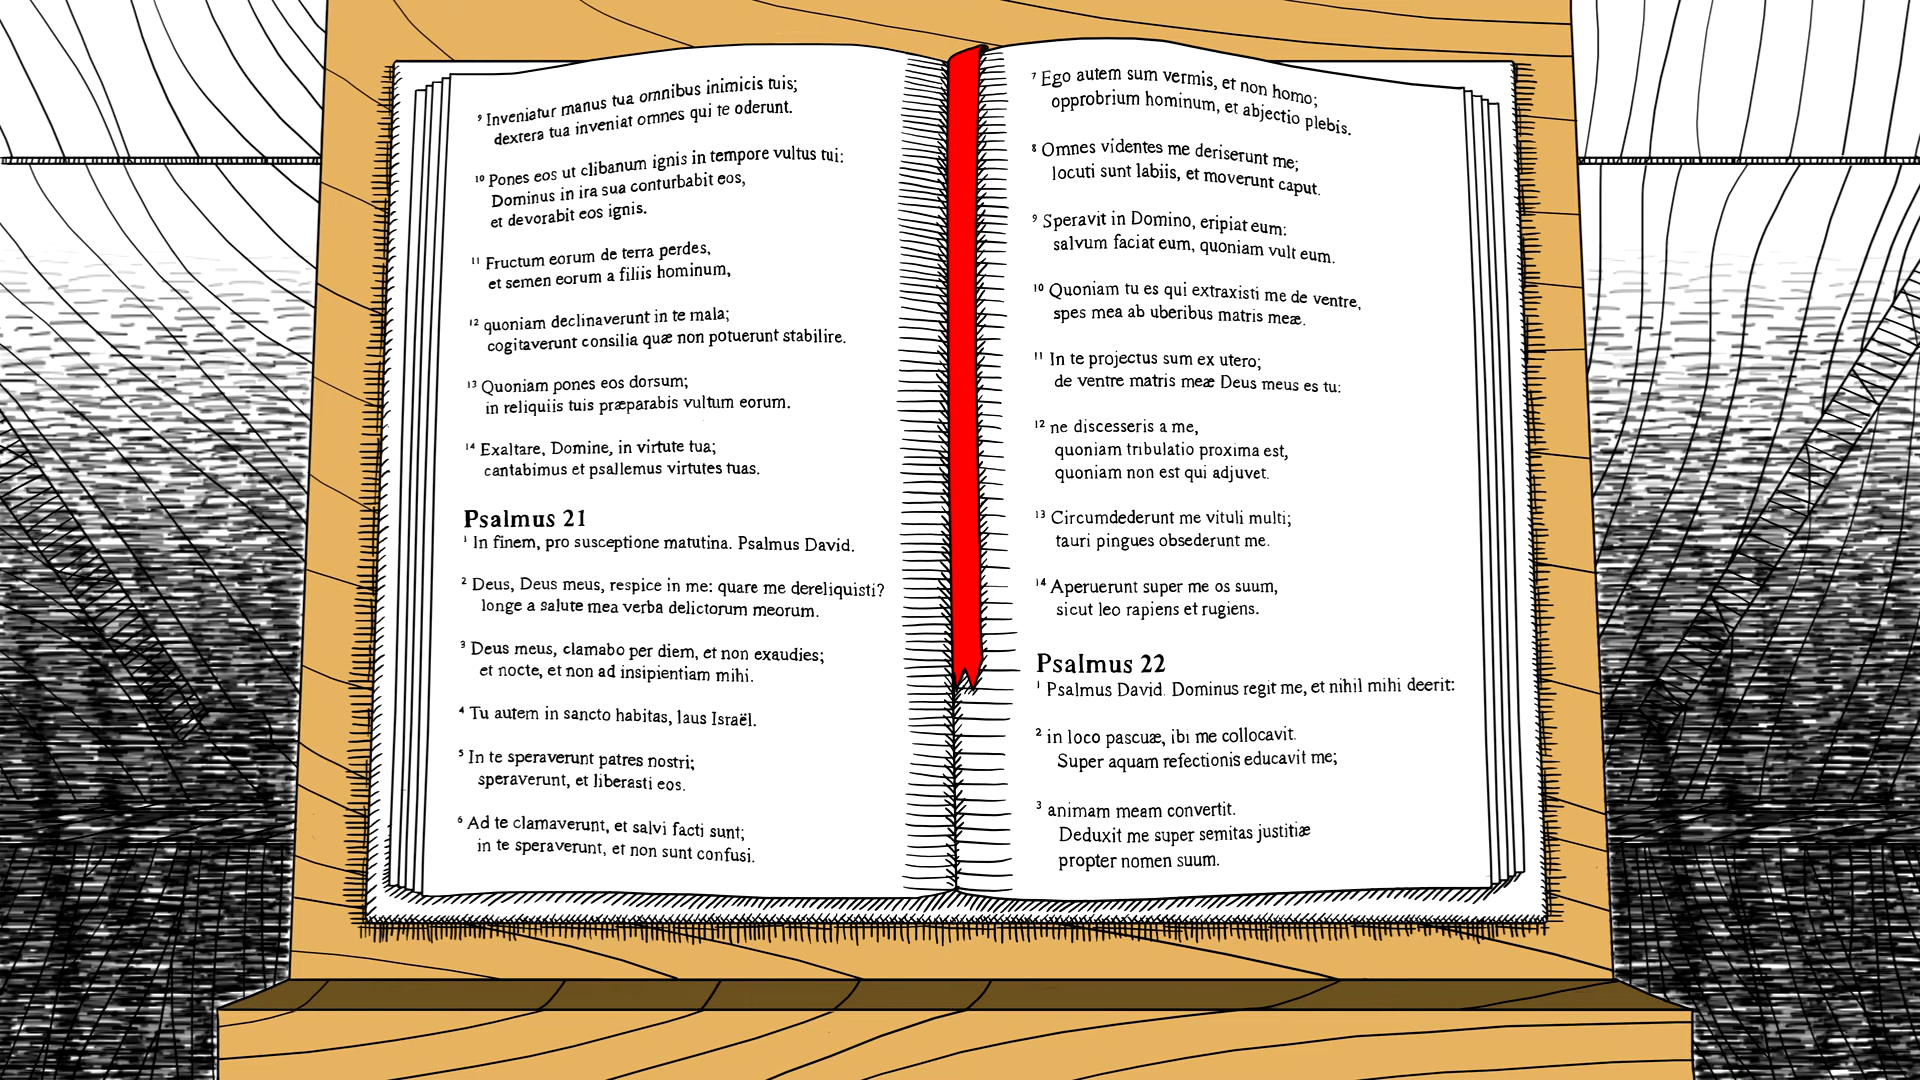 ⁹ Inveniatur manus tua omnibus inimicis tuis;
dextera tua inveniat omnes qui te oderunt.
¹⁰ Pones eos ut clibanum ignis in tempore vultus tui:
Dominus in ira sua conturbabit eos,
et devorabit eos ignis.
¹¹ Fructum eorum de terra perdes,
et semen eorum a filiis hominum,
¹² quoniam declinaverunt in te mala;
cogitaverunt consilia quæ non potuerunt stabilire.
¹³ Quoniam pones eos dorsum;
in reliquiis tuis præparabis vultum eorum.
¹⁴ Exaltare, Domine, in virtute tua;
cantabimus et psallemus virtutes tuas.
Psalmus 21
¹ In finem, pro susceptione matutina. Psalmus David.
² Deus, Deus meus, respice in me: quare me dereliquisti?
longe a salute mea verba delictorum meorum.
³ Deus meus, clamabo per diem, et non exaudies;
et nocte, et non ad insipientiam mihi.
⁴ Tu autem in sancto habitas, laus Israël.
⁵ In te speraverunt patres nostri;
speraverunt, et liberasti eos.
⁶ Ad te clamaverunt, et salvi facti sunt;
in te speraverunt, et non sunt confusi.
⁷ Ego autem sum vermis, et non homo;
opprobrium hominum, et abjectio plebis.
⁸ Omnes videntes me deriserunt me;
locuti sunt labiis, et moverunt caput.
⁹ Speravit in Domino, eripiat eum:
salvum faciat eum, quoniam vult eum.
¹⁰ Quoniam tu es qui extraxisti me de ventre,
spes mea ab uberibus matris meæ.
¹¹ In te projectus sum ex utero;
de ventre matris meæ Deus meus es tu:
¹² ne discesseris a me,
quoniam tribulatio proxima est,
quoniam non est qui adjuvet.
¹³ Circumdederunt me vituli multi;
tauri pingues obsederunt me.
¹⁴ Aperuerunt super me os suum,
sicut leo rapiens et rugiens.
Psalmus 22
¹ Psalmus David. Dominus regit me, et nihil mihi deerit:
² in loco pascuæ, ibi me collocavit.
Super aquam refectionis educavit me;
³ animam meam convertit.
Deduxit me super semitas justitiæ
propter nomen suum.